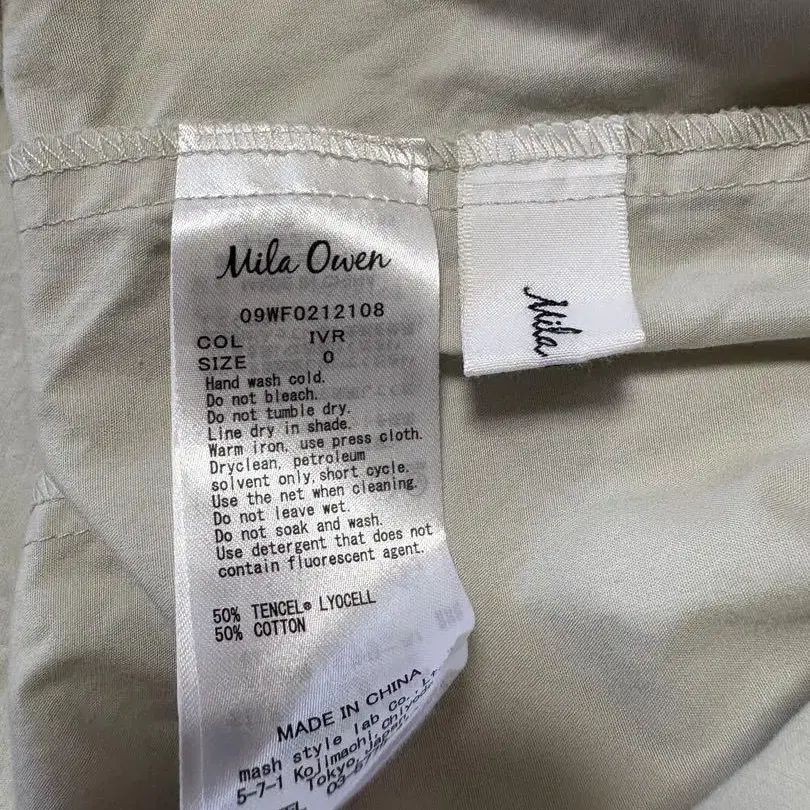 Mila Owen
09WF0212108
COL IVR
SIZE 0
Hand wash cold.
Do not bleach.
Do not tumble dry.
Line dry in shade.
Warm iron, use press cloth.
Dryclean, petroleum
solvent only,short cycle.
Use the net when cleaning.
Do not leave wet.
Do not soak and wash.
Use detergent that does not
contain fluorescent agent.
50% TENCEL® LYOCELL
50% COTTON
MADE IN CHINA
mash style lab Co.,
5-7-1 Kojimachi,
Tokyo, Japan
Mila